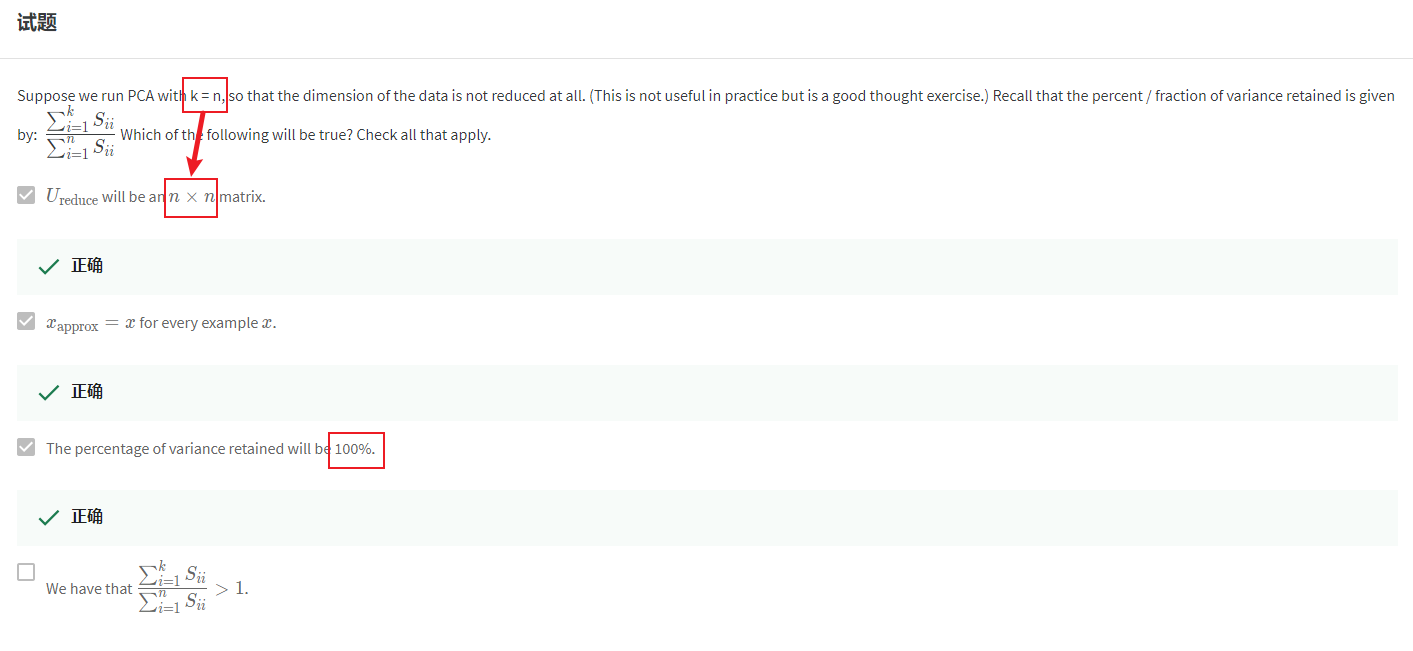 试题
Suppose we run PCA with k = n, so that the dimension of the data is not reduced at all. (This is not useful in practice but is a good thought exercise.) Recall that the percent / fraction of variance retained is given
by: $\frac{\sum_{i=1}^{k} S_{ii}}{\sum_{i=1}^{n} S_{ii}}$ Which of the following will be true? Check all that apply.
$U_{\text{reduce}}$ will be an $n \times n$ matrix.
正确
$x_{\text{approx}} = x$ for every example $x$.
正确
The percentage of variance retained will be 100%.
正确
We have that $\frac{\sum_{i=1}^{k} S_{ii}}{\sum_{i=1}^{n} S_{ii}} > 1$.